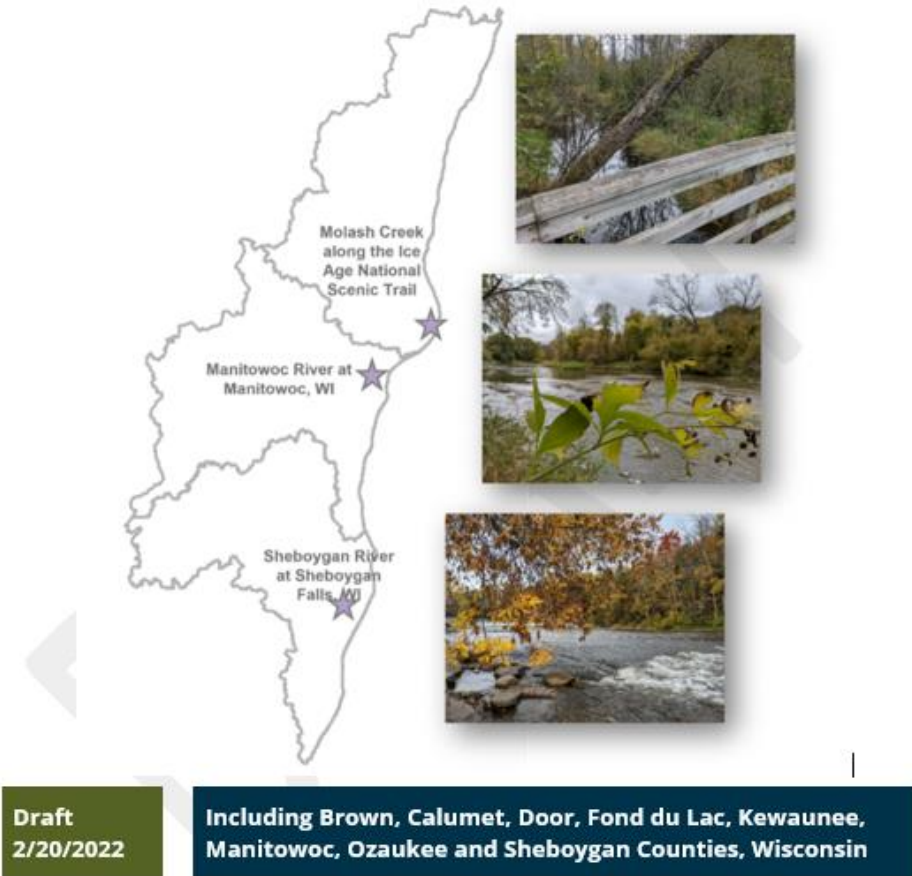 Molash Creek
along the Ice
Age National
Scenic Trail
Manitowoc River at
Manitowoc, WI
Sheboygan River
at Sheboygan
Falls, WI
Draft
2/20/2022
Including Brown, Calumet, Door, Fond du Lac, Kewaunee,
Manitowoc, Ozaukee and Sheboygan Counties, Wisconsin